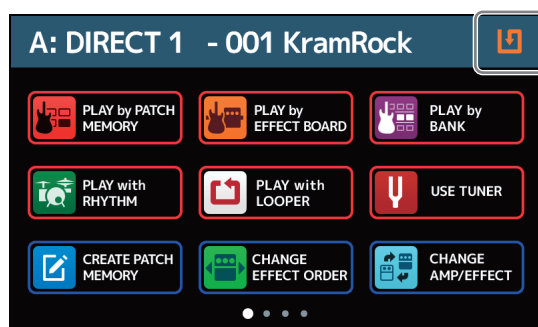 A: DIRECT 1 - 001 KramRock
PLAY by PATCH
MEMORY
PLAY by
EFFECT BOARD
PLAY by
BANK
PLAY with
RHYTHM
PLAY with
LOOPER
USE TUNER
CREATE PATCH
MEMORY
CHANGE
EFFECT ORDER
CHANGE
AMP/EFFECT